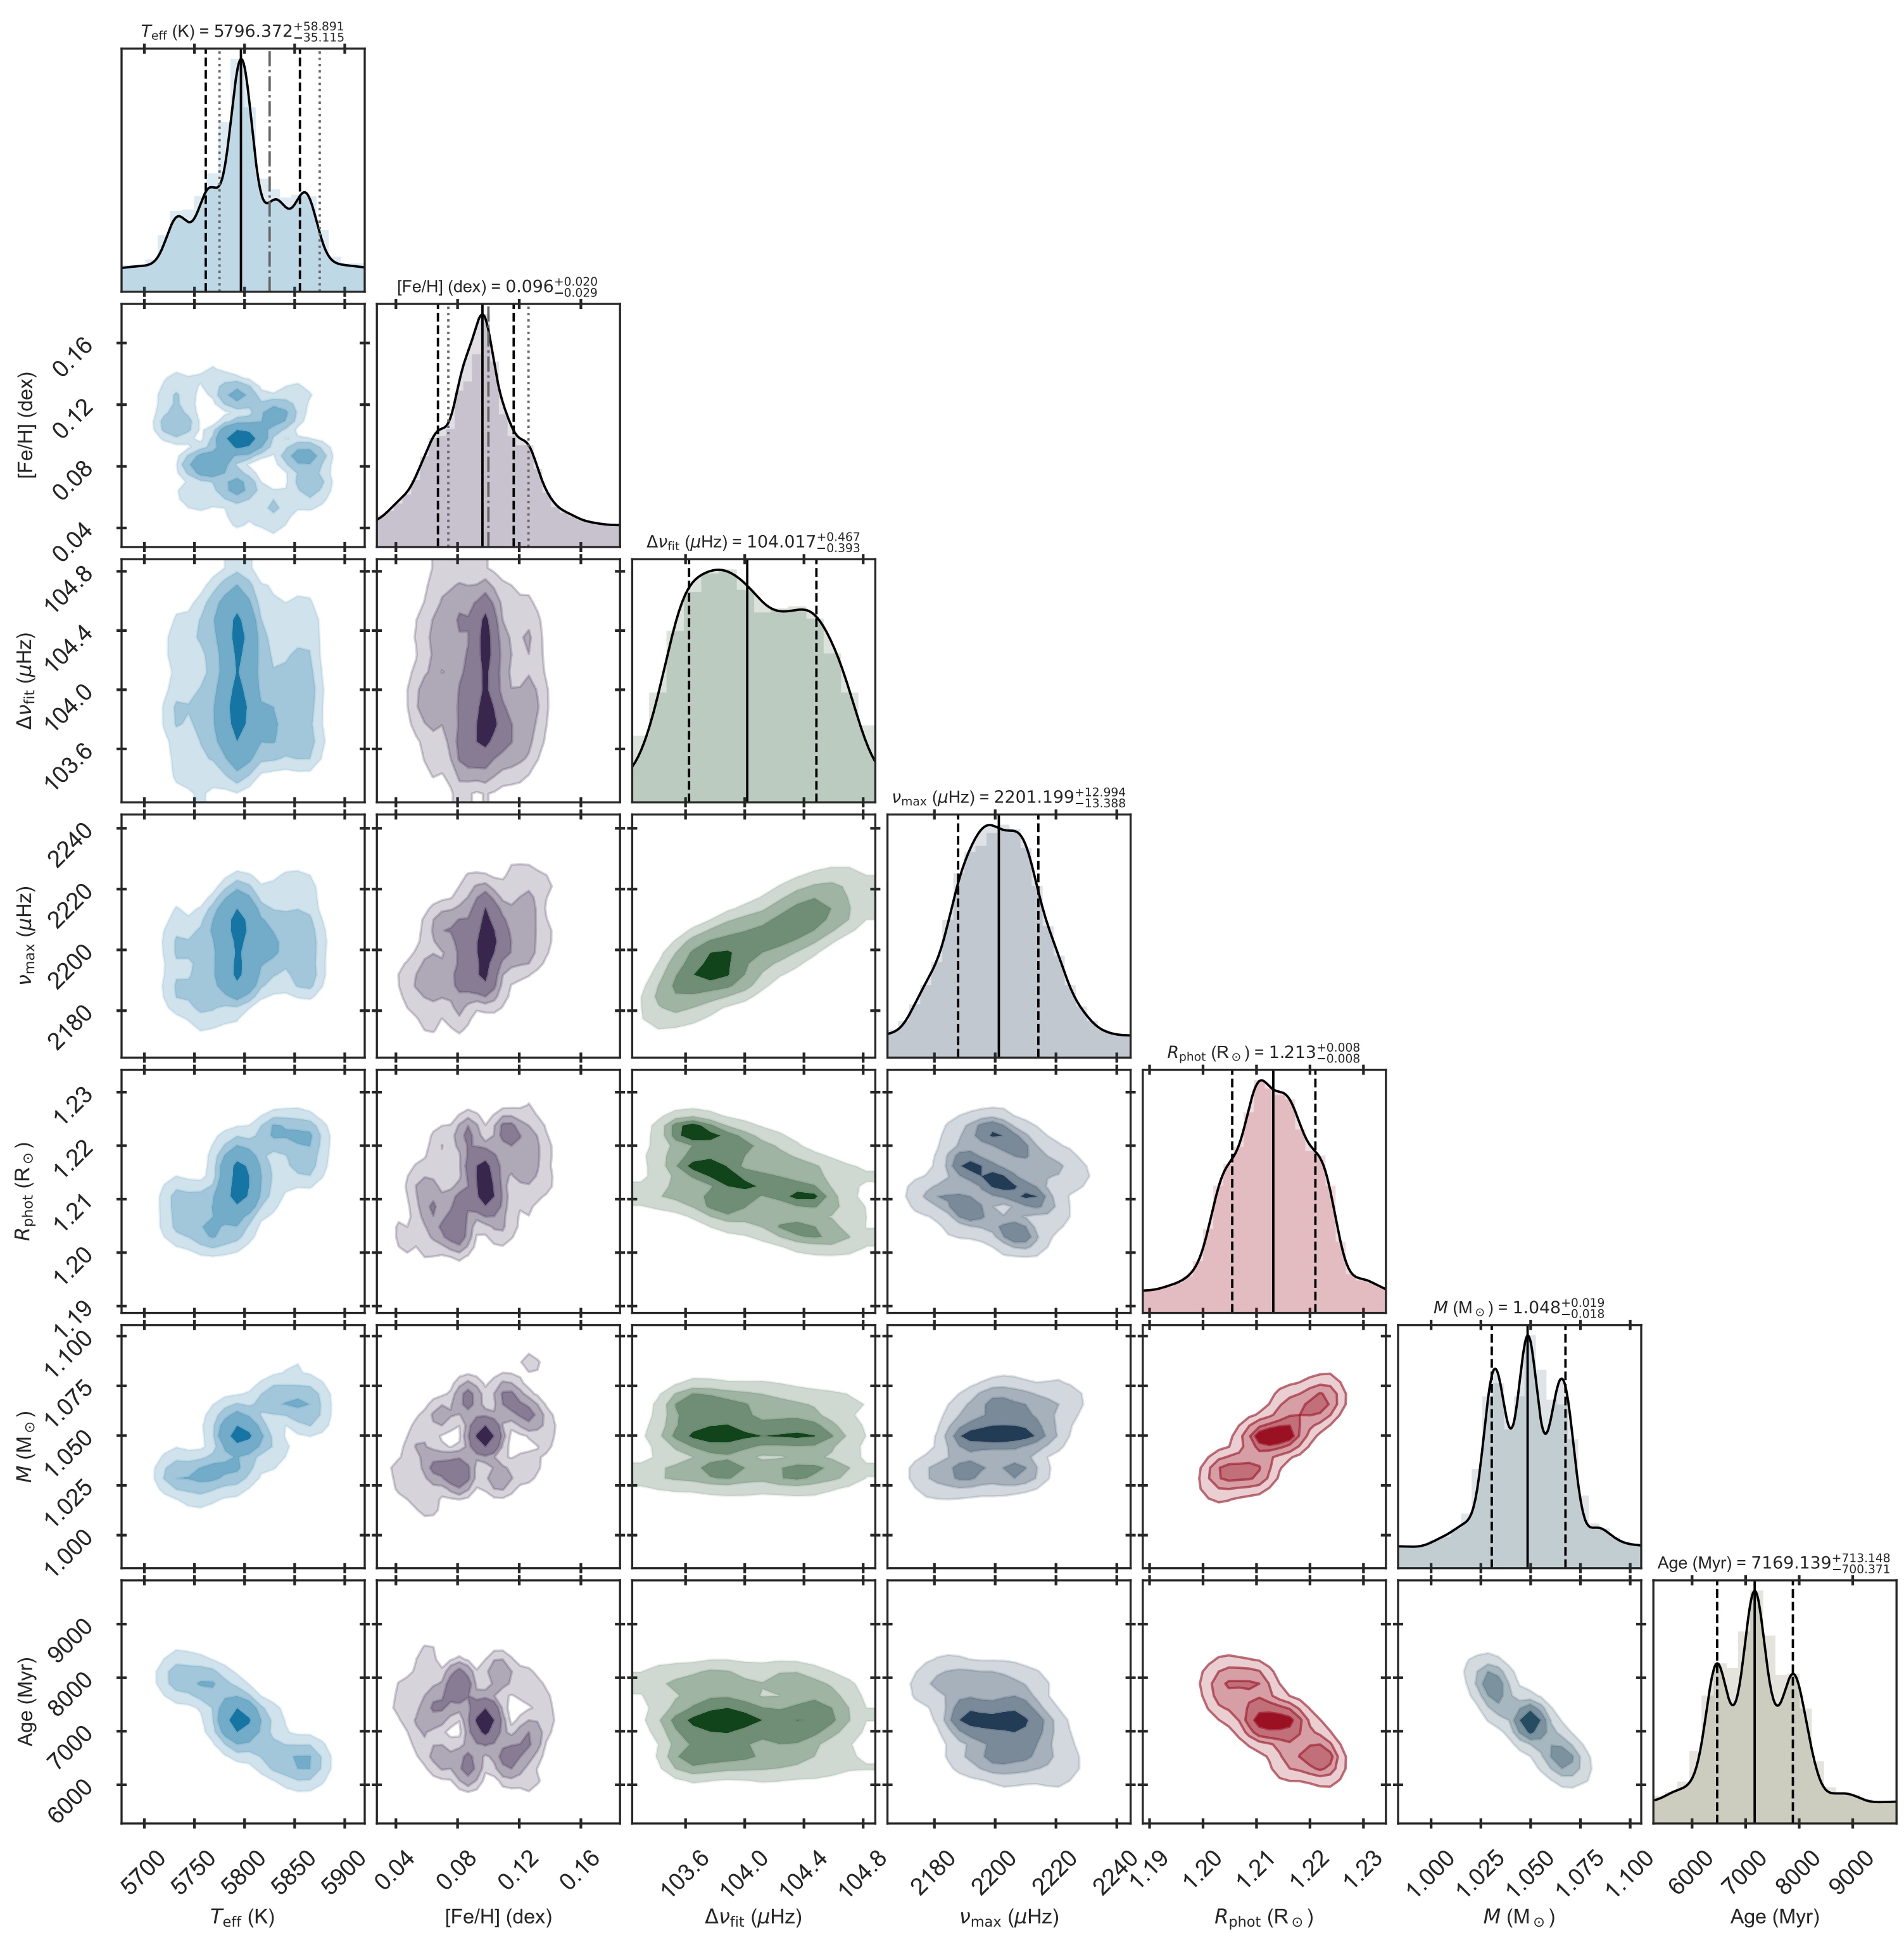 T_eff (K) = 5796.372 +58.891 −35.115
[Fe/H] (dex) = 0.096 +0.020 −0.029
0.16
0.12
0.08
0.04
[Fe/H] (dex)
Δν_fit (μHz) = 104.017 +0.467 −0.393
104.8
104.4
104.0
103.6
Δν_fit (μHz)
ν_max (μHz) = 2201.199 +12.994 −13.388
2240
2220
2200
2180
ν_max (μHz)
R_phot (R⊙) = 1.213 +0.008 −0.008
1.23
1.22
1.21
1.20
1.19
R_phot (R⊙)
M (M⊙) = 1.048 +0.019 −0.018
1.100
1.075
1.050
1.025
1.000
M (M⊙)
Age (Myr) = 7169.139 +713.148 −700.371
9000
8000
7000
6000
Age (Myr)
5700 5750 5800 5850 5900 0.04 0.08 0.12 0.16 103.6 104.0 104.4 104.8 2180 2200 2220 2240 1.19 1.20 1.21 1.22 1.23 1.000 1.025 1.050 1.075 1.100 6000 7000 8000 9000
T_eff (K) [Fe/H] (dex) Δν_fit (μHz) ν_max (μHz) R_phot (R⊙) M (M⊙) Age (Myr)